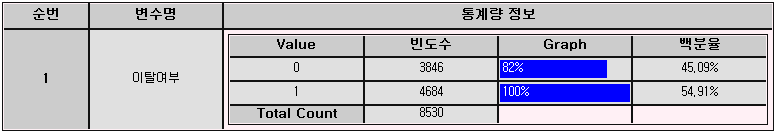 순번 변수명 통계량 정보
Value 빈도수 Graph 백분율
0 3846 82% 45,09%
1 이탈여부
1 4684 100% 54,91%
Total Count 8530